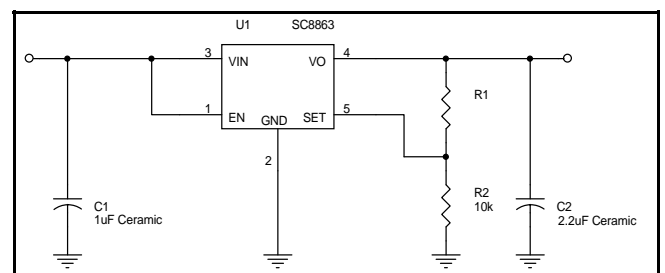 U1 SC8863
3 4
VIN VO
R1
1 5
EN GND SET
2
R2
10k
C1
1uF Ceramic
C2
2.2uF Ceramic